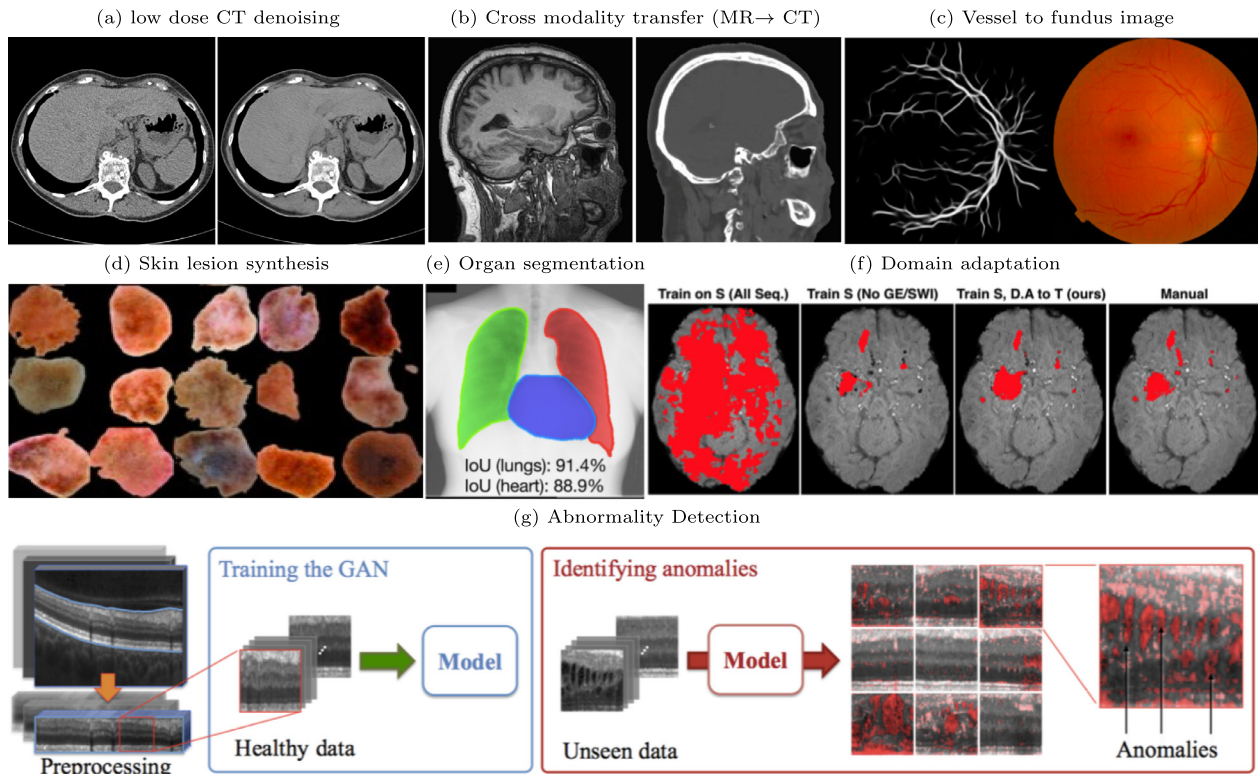 (a) low dose CT denoising
(b) Cross modality transfer (MR→ CT)
(c) Vessel to fundus image
(d) Skin lesion synthesis
(e) Organ segmentation
(f) Domain adaptation
Train on S (All Seq.)
Train S (No GE/SWI)
Train S, D.A to T (ours)
Manual
IoU (lungs): 91.4%
IoU (heart): 88.9%
(g) Abnormality Detection
Training the GAN
Identifying anomalies
Model
Model
Healthy data
Unseen data
Anomalies
Preprocessing